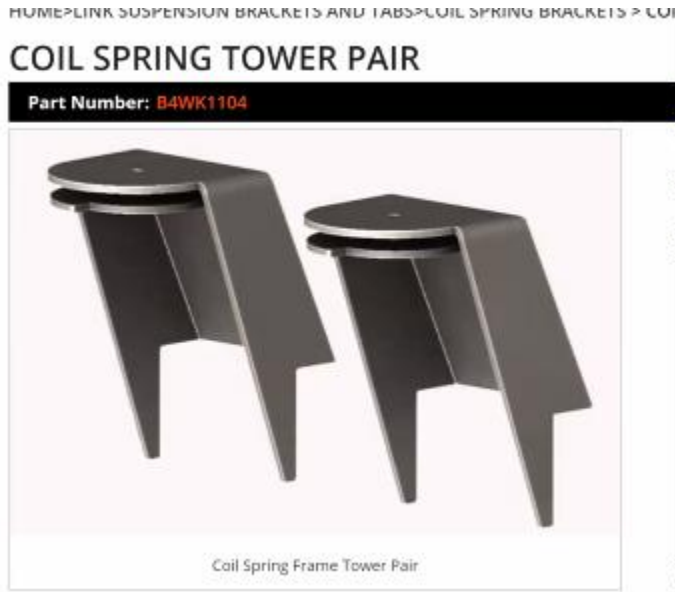 HOME>LINK SUSPENSION BRACKETS AND TABS>COIL SPRING BRACKETS >
COIL SPRING TOWER PAIR
Part Number: B4WK1104
Coil Spring Frame Tower Pair